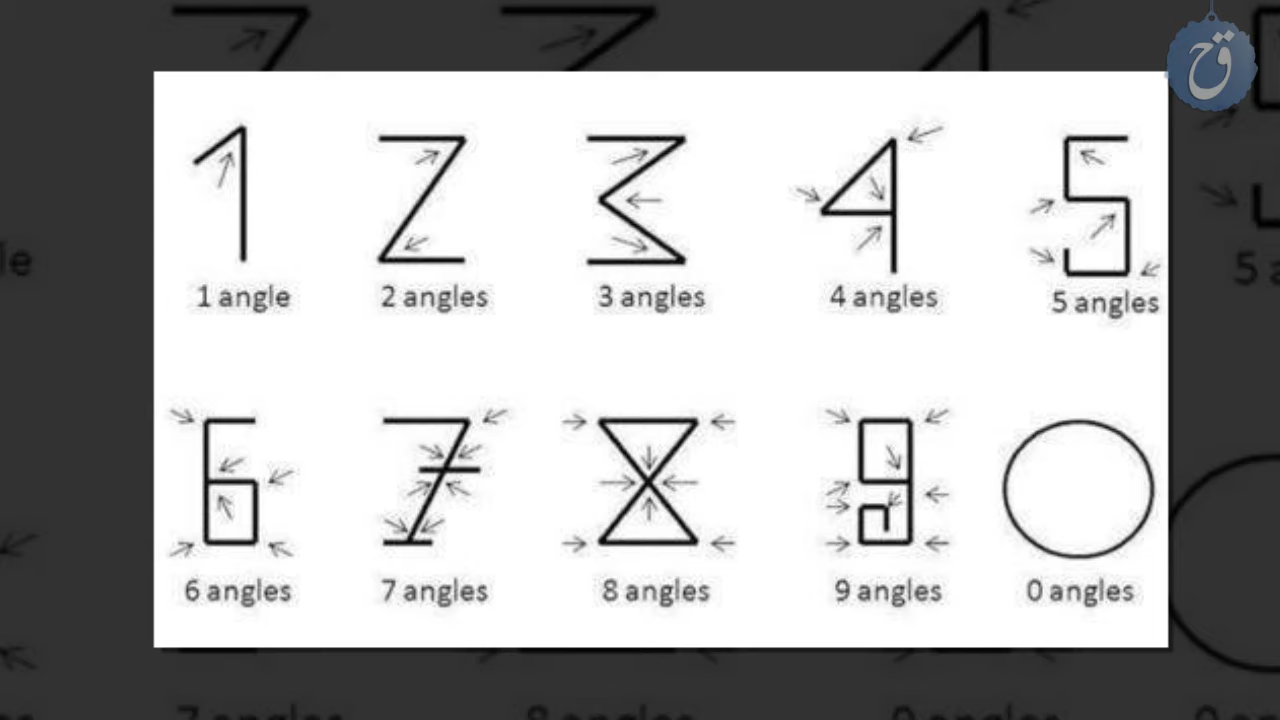 قح
1 angle
2 angles
3 angles
4 angles
5 angles
6 angles
7 angles
8 angles
9 angles
0 angles